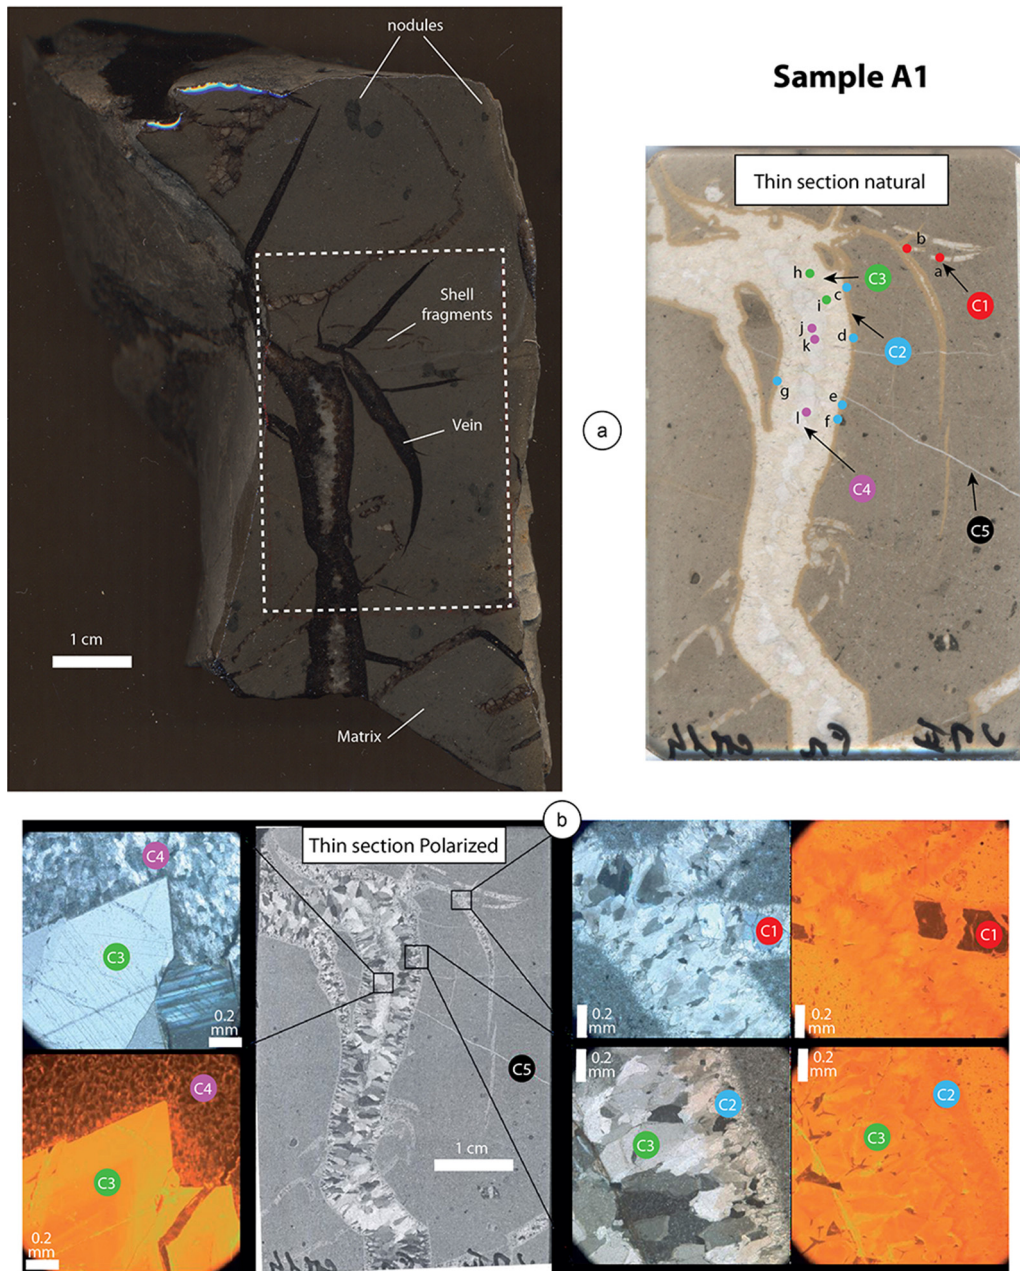 nodules
Shell
fragments
Vein
1 cm
Matrix
Sample A1
Thin section natural
b
a
C1
h
C3
c
i
C2
j
k
d
g
e
f
l
C4
C5
a
b
C4
C3
0.2
mm
C4
C3
0.2
mm
Thin section Polarized
C5
1 cm
C1
0.2
mm
C1
0.2
mm
0.2
mm
C2
C3
0.2
mm
C2
C3